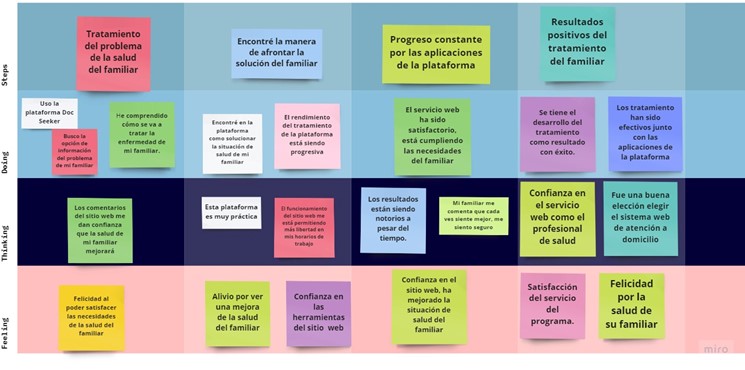 Steps
Tratamiento
del problema
de la salud
del familiar
Encontré la manera
de afrontar la
solución del familiar
Progreso constante
por las aplicaciones
de la plataforma
Resultados
positivos del
tratamiento
del familiar
Doing
Uso la
plataforma Doc
Seeker
Busco la
opción de
información del
problema de
mi familiar
He comprendido
cómo se va a
tratar la
enfermedad de
mi familiar.
Encontré en la
plataforma
como solucionar
la situación de
salud de mi
familiar
El rendimiento
del tratamiento
de la plataforma
está siendo
progresiva
El servicio web
ha sido
satisfactorio,
está cumpliendo
las necesidades
del familiar
Se tiene el
desarrollo del
tratamiento
como resultado
con éxito.
Los tratamiento
han sido
efectivos junto
con las
aplicaciones de
la plataforma
Thinking
Los comentarios
del sitio web me
dan confianza
que la salud de
mi familiar
mejorará
Esta plataforma
es muy práctica
El funcionamiento
del sitio web me
está permitiendo
más libertad en
mis horarios de
trabajo
Los resultados
están siendo
notorios a
pesar del
tiempo.
Mi familiar me
comenta que cada
ves siente mejor, me
siento seguro
Confianza en
el servicio
web como el
profesional
de salud
Fue una buena
elección elegir
el sistema web
de atención a
domicilio
Feeling
Felicidad al
poder satisfacer
las necesidades
de la salud del
familiar
Alivio por ver
una mejora
de la salud
del familiar
Confianza en
las
herramientas
del sitio web
Confianza en el
sitio web, ha
mejorado la
situación de
salud del
familiar
Satisfacción
del servicio
del
programa.
Felicidad
por la
salud de
su familiar
miro